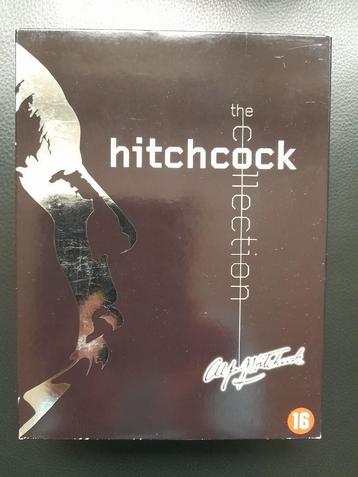 the
hitchcock
collection
Alfred Hitchcock
16